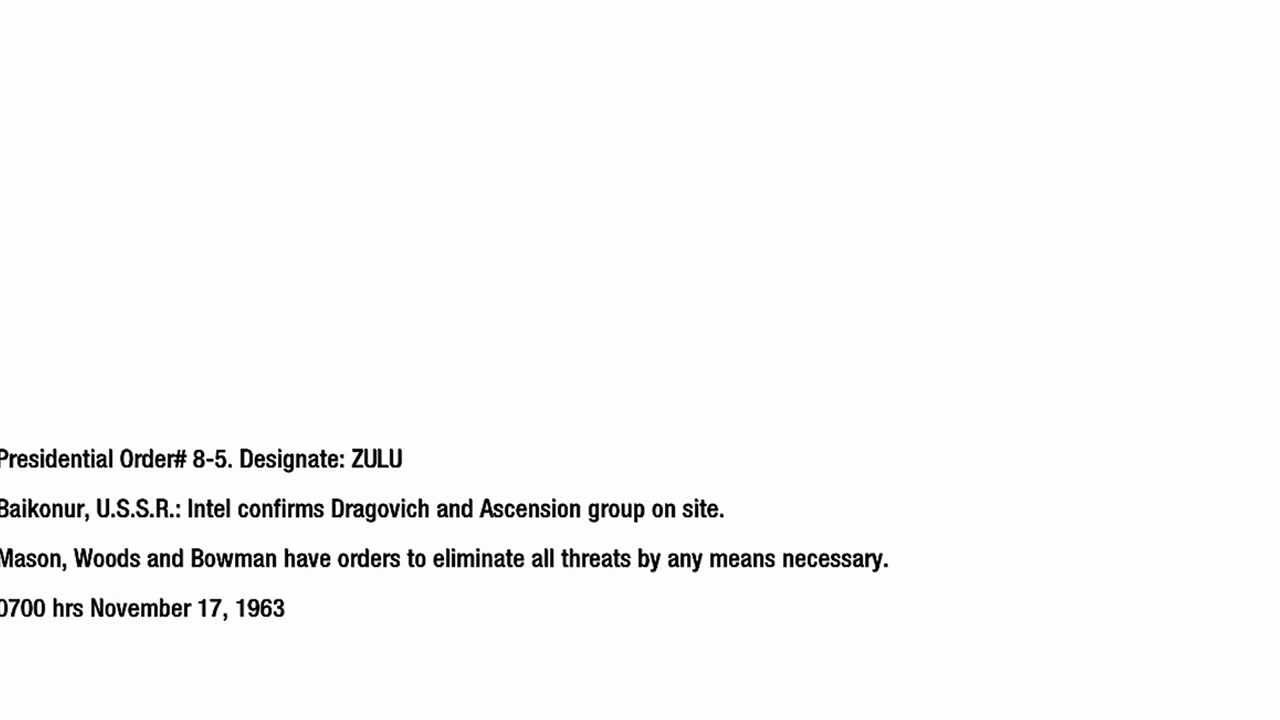 Presidential Order# 8-5. Designate: ZULU
Baikonur, U.S.S.R.: Intel confirms Dragovich and Ascension group on site.
Mason, Woods and Bowman have orders to eliminate all threats by any means necessary.
0700 hrs November 17, 1963